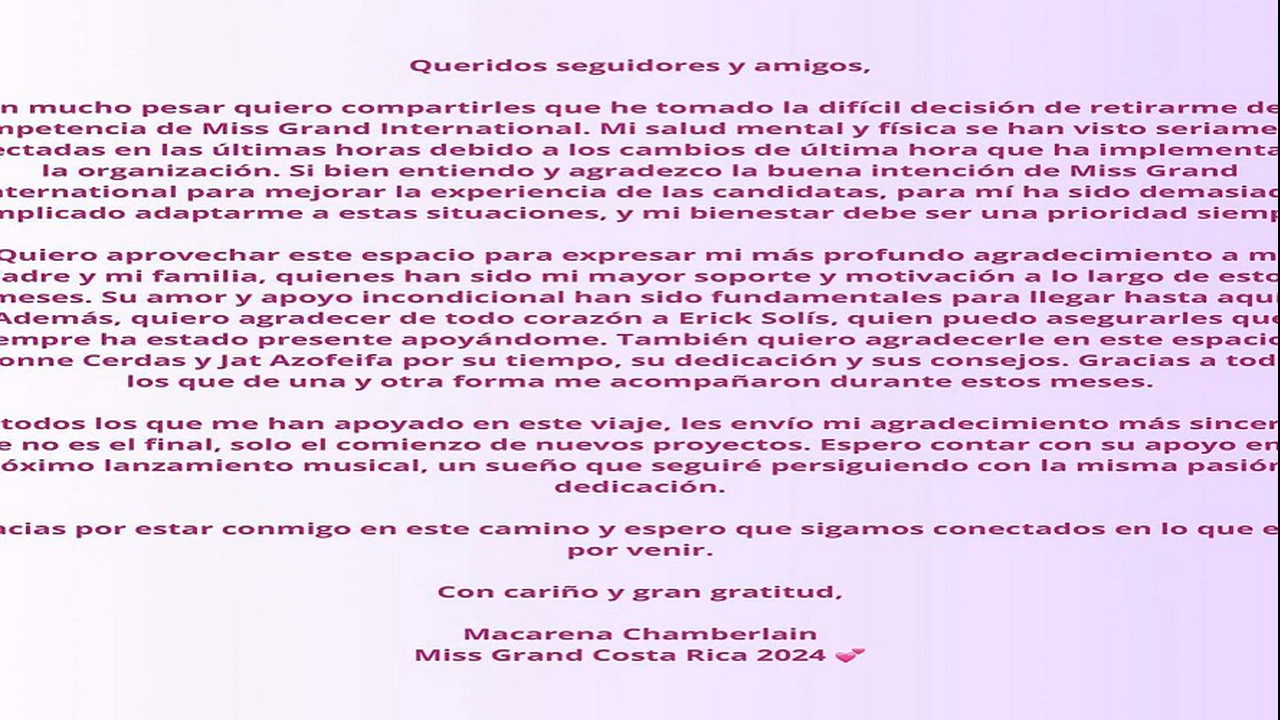 Queridos seguidores y amigos,
n mucho pesar quiero compartirles que he tomado la difícil decisión de retirarme de
mpetencia de Miss Grand International. Mi salud mental y física se han visto seriame
ectadas en las últimas horas debido a los cambios de última hora que ha implementa
la organización. Si bien entiendo y agradezco la buena intención de Miss Grand
nternational para mejorar la experiencia de las candidatas, para mí ha sido demasiad
mplicado adaptarme a estas situaciones, y mi bienestar debe ser una prioridad siemp
Quiero aprovechar este espacio para expresar mi más profundo agradecimiento a m
adre y mi familia, quienes han sido mi mayor soporte y motivación a lo largo de esto
meses. Su amor y apoyo incondicional han sido fundamentales para llegar hasta aqu
Además, quiero agradecer de todo corazón a Erick Solís, quien puedo asegurarles que
empre ha estado presente apoyándome. También quiero agradecerle en este espacio
onne Cerdas y Jat Azofeifa por su tiempo, su dedicación y sus consejos. Gracias a tod
los que de una y otra forma me acompañaron durante estos meses.
todos los que me han apoyado en este viaje, les envío mi agradecimiento más sincer
e no es el final, solo el comienzo de nuevos proyectos. Espero contar con su apoyo en
óximo lanzamiento musical, un sueño que seguiré persiguiendo con la misma pasión
dedicación.
acias por estar conmigo en este camino y espero que sigamos conectados en lo que e
por venir.
Con cariño y gran gratitud,
Macarena Chamberlain
Miss Grand Costa Rica 2024 💕